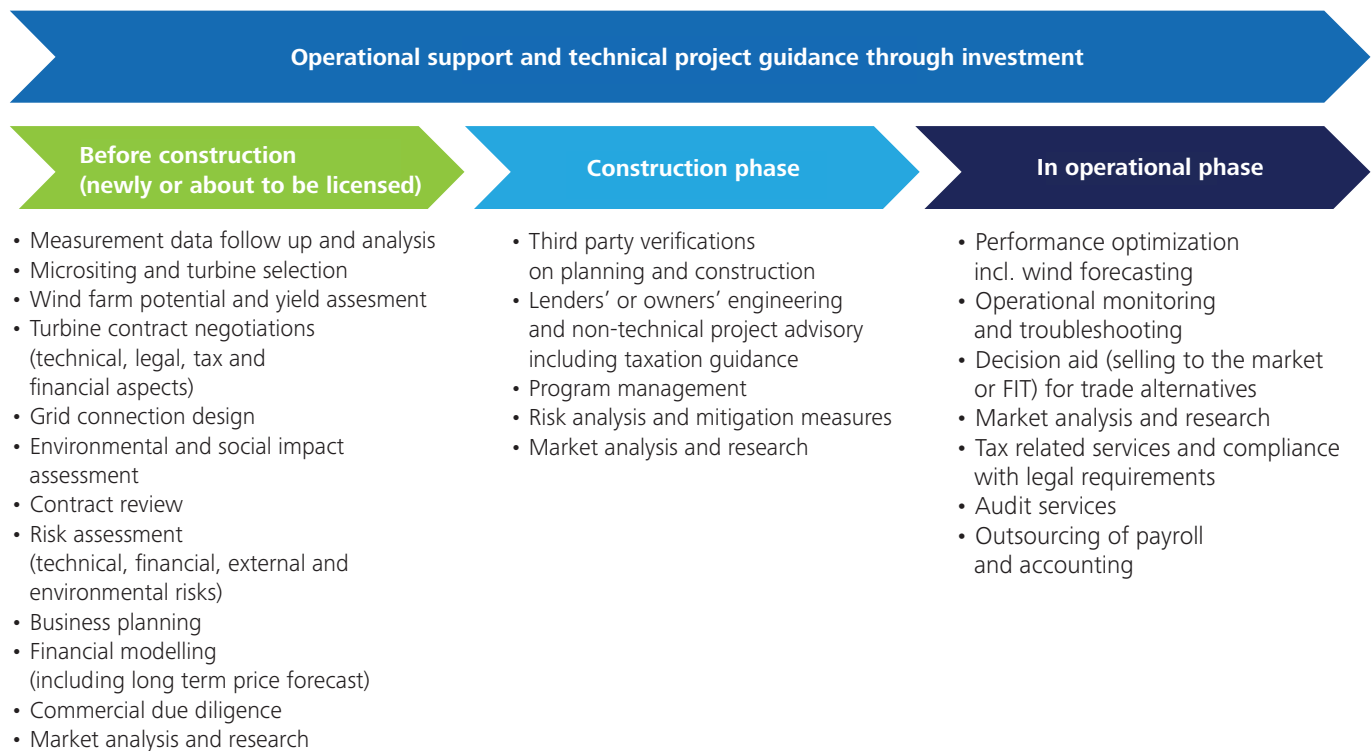 Operational support and technical project guidance through investment
Before construction
(newly or about to be licensed)
• Measurement data follow up and analysis
• Micrositing and turbine selection
• Wind farm potential and yield assesment
• Turbine contract negotiations
(technical, legal, tax and
financial aspects)
• Grid connection design
• Environmental and social impact
assessment
• Contract review
• Risk assessment
(technical, financial, external and
environmental risks)
• Business planning
• Financial modelling
(including long term price forecast)
• Commercial due diligence
• Market analysis and research
Construction phase
• Third party verifications
on planning and construction
• Lenders’ or owners’ engineering
and non-technical project advisory
including taxation guidance
• Program management
• Risk analysis and mitigation measures
• Market analysis and research
In operational phase
• Performance optimization
incl. wind forecasting
• Operational monitoring
and troubleshooting
• Decision aid (selling to the market
or FIT) for trade alternatives
• Market analysis and research
• Tax related services and compliance
with legal requirements
• Audit services
• Outsourcing of payroll
and accounting